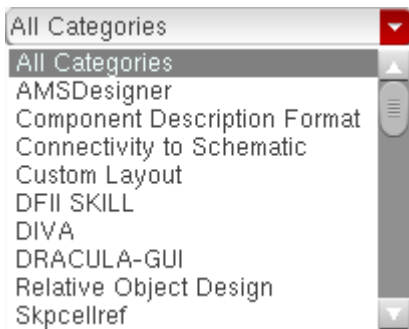 All Categories
All Categories
AMSDesigner
Component Description Format
Connectivity to Schematic
Custom Layout
DFII SKILL
DIVA
DRACULA-GUI
Relative Object Design
Skpcellref